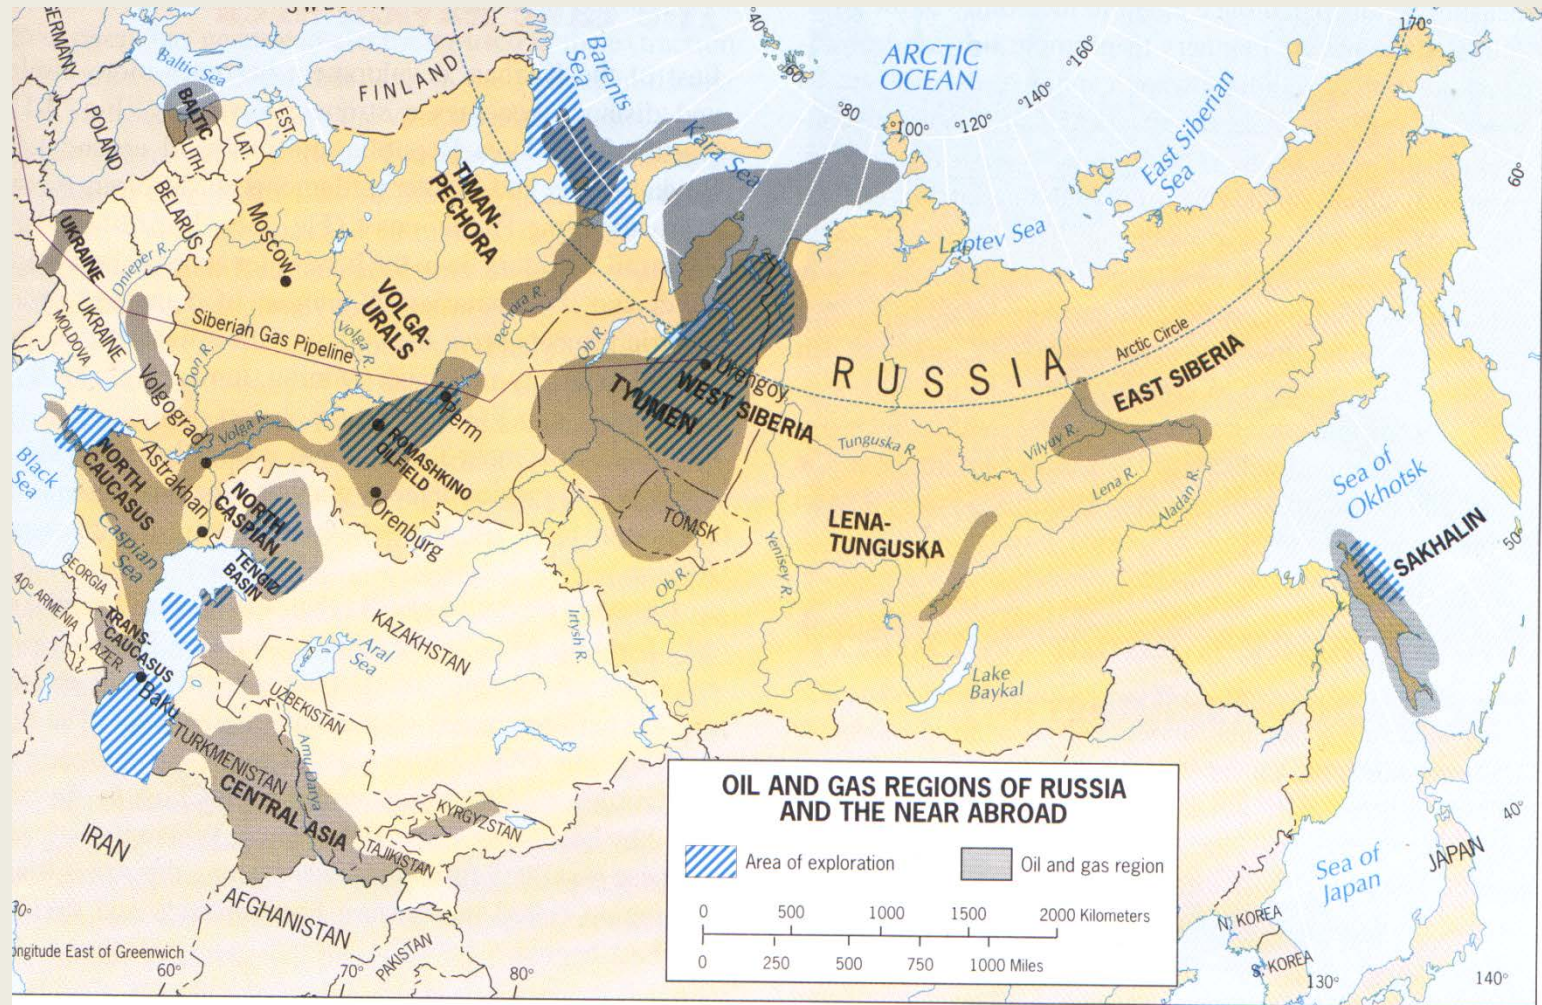 GERMANY
Baltic Sea
FINLAND
Barents
Sea
ARCTIC
OCEAN
40°
60°
°80
°100°
°120°
°140°
°160°
170°
60°
50°
40°
East Siberian
Sea
Kara Sea
Laptev Sea
POLAND
BALTIC
LITH.
LAT.
EST.
BELARUS
UKRAINE
Dnieper R.
UKRAINE
MOLDOVA
Moscow
TIMAN-
PECHORA
VOLGA-
URALS
Pechora R.
Ob R.
Siberian Gas Pipeline
Don R.
Volga R.
Volgograd
Volga R.
Perm
ROMASHKINO
OILFIELD
Orenburg
Urengoy
TYUMEN
WEST SIBERIA
TOMSK
RUSSIA
Arctic Circle
EAST SIBERIA
Tunguska R.
Vilyuy R.
Lena R.
Aladan R.
LENA-
TUNGUSKA
Yenisey R.
Ob R.
Irtysh R.
Lake
Baykal
Sea of
Okhotsk
SAKHALIN
Black
Sea
NORTH
CAUCASUS
Astrakhan
Caspian
Sea
NORTH
CASPIAN
TENGIZ
BASIN
GEORGIA
40°
ARMENIA
TRANS-
CAUCASUS
AZER.
Baku
KAZAKHSTAN
Aral
Sea
UZBEKISTAN
TURKMENISTAN
Amu Darya
CENTRAL ASIA
KYRGYZSTAN
TAJIKISTAN
IRAN
AFGHANISTAN
PAKISTAN
30°
ongitude East of Greenwich
60°
70°
80°
OIL AND GAS REGIONS OF RUSSIA
AND THE NEAR ABROAD
Area of exploration
Oil and gas region
0 500 1000 1500 2000 Kilometers
0 250 500 750 1000 Miles
Sea of
Japan
JAPAN
N. KOREA
S. KOREA
130°
140°